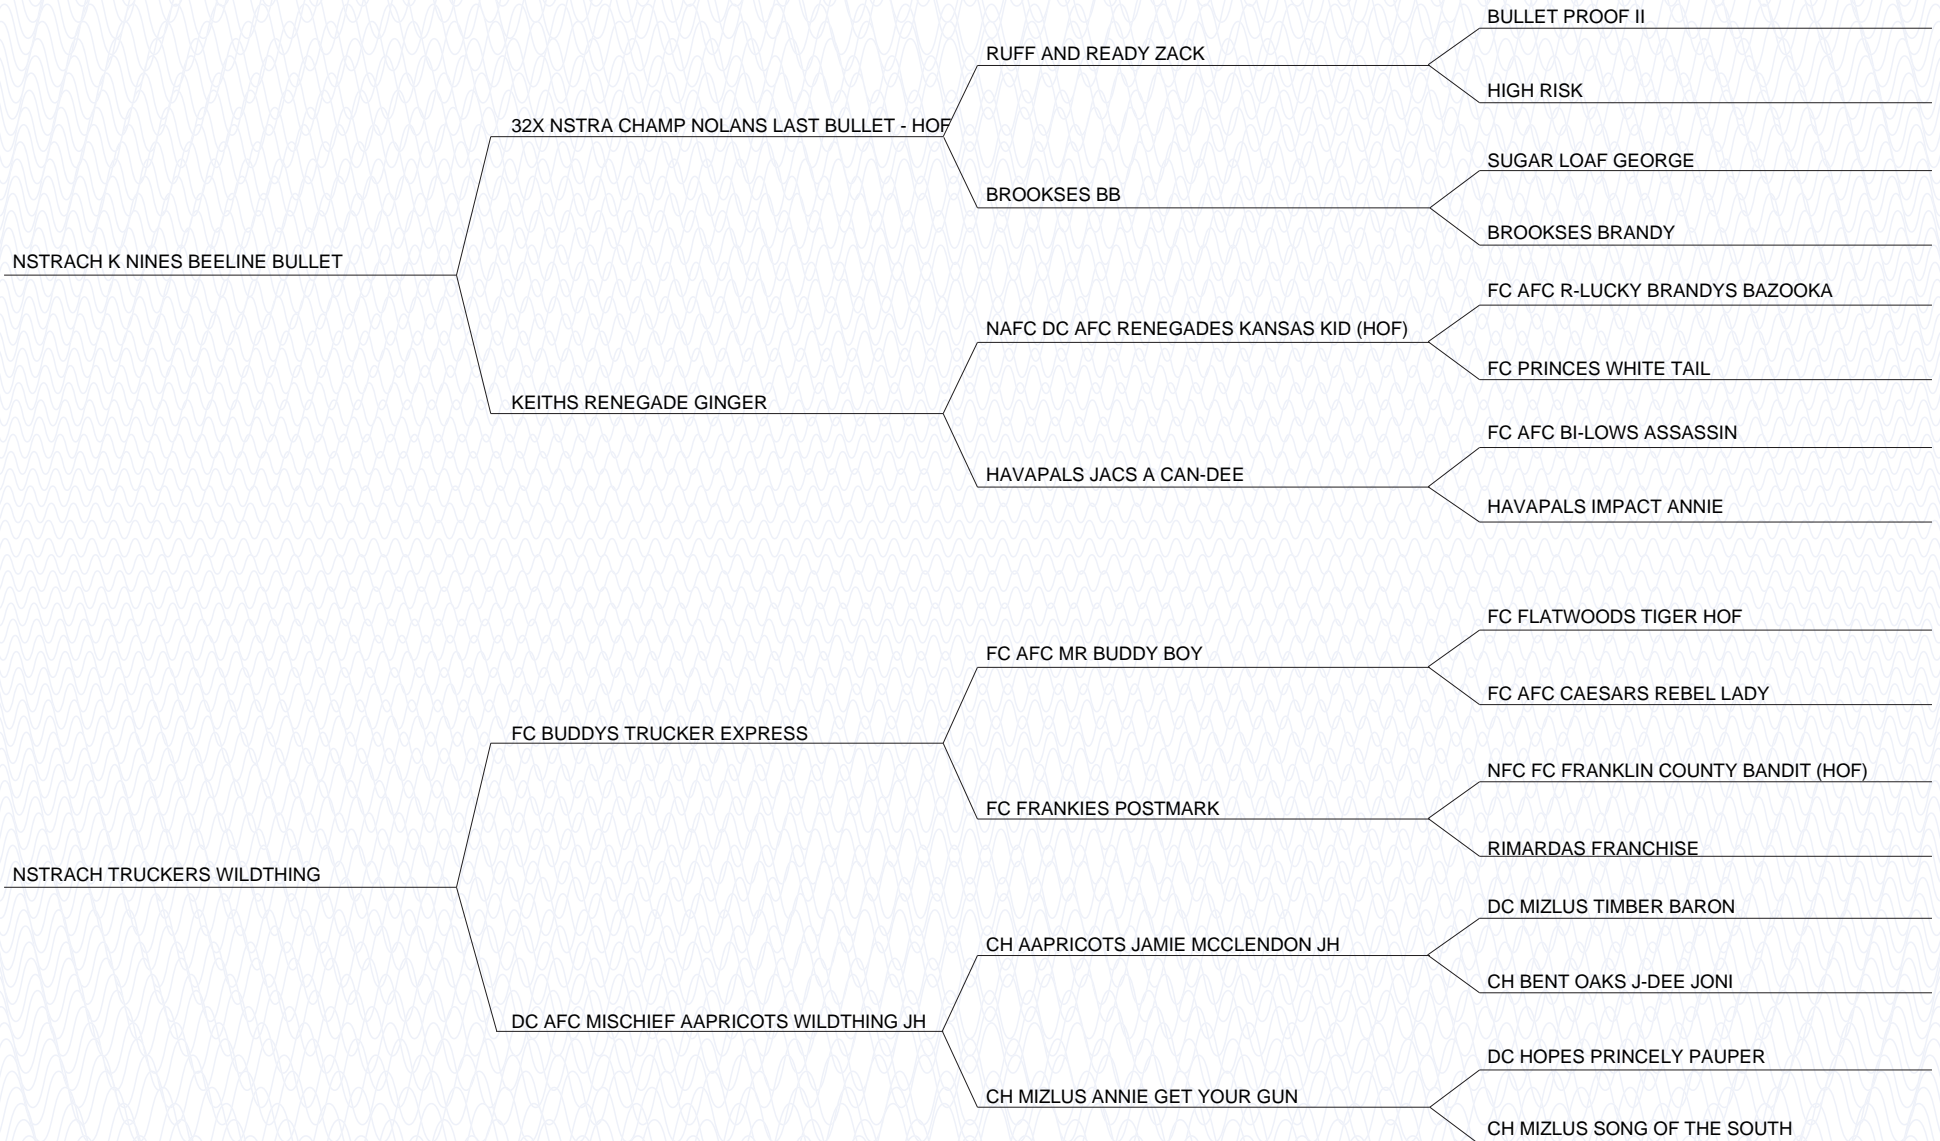 BULLET PROOF II
RUFF AND READY ZACK
HIGH RISK
32X NSTRA CHAMP NOLANS LAST BULLET - HOF
SUGAR LOAF GEORGE
BROOKSES BB
BROOKSES BRANDY
NSTRACH K NINES BEELINE BULLET
FC AFC R-LUCKY BRANDYS BAZOOKA
NAFC DC AFC RENEGADES KANSAS KID (HOF)
FC PRINCES WHITE TAIL
KEITHS RENEGADE GINGER
FC AFC BI-LOWS ASSASSIN
HAVAPALS JACS A CAN-DEE
HAVAPALS IMPACT ANNIE
FC FLATWOODS TIGER HOF
FC AFC MR BUDDY BOY
FC AFC CAESARS REBEL LADY
FC BUDDYS TRUCKER EXPRESS
NFC FC FRANKLIN COUNTY BANDIT (HOF)
FC FRANKIES POSTMARK
RIMARDAS FRANCHISE
NSTRACH TRUCKERS WILDTHING
DC MIZLUS TIMBER BARON
CH AAPRICOTS JAMIE MCCLENDON JH
CH BENT OAKS J-DEE JONI
DC AFC MISCHIEF AAPRICOTS WILDTHING JH
DC HOPES PRINCELY PAUPER
CH MIZLUS ANNIE GET YOUR GUN
CH MIZLUS SONG OF THE SOUTH